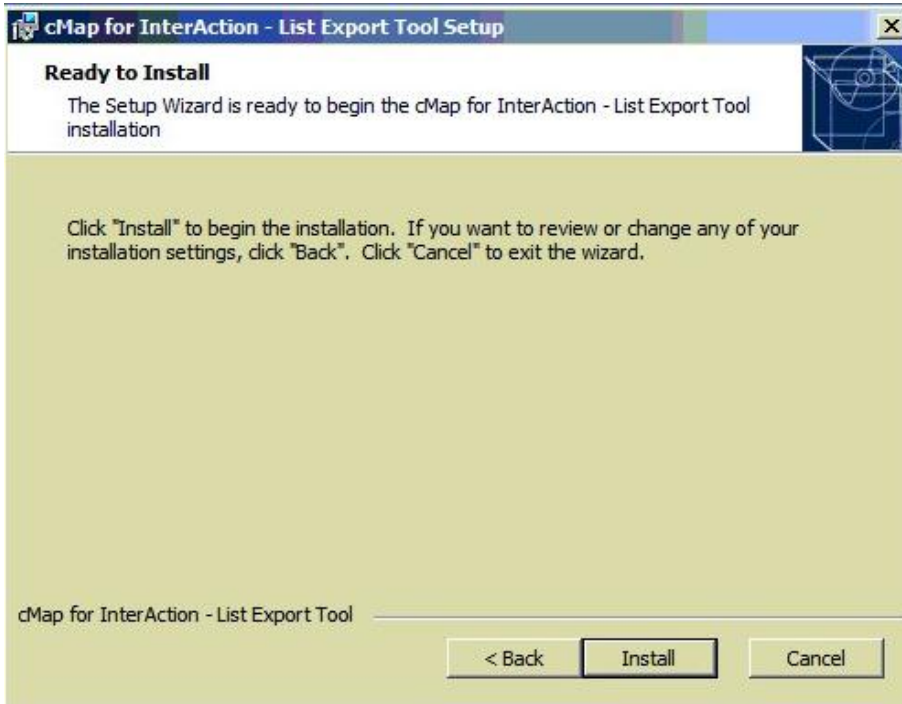 cMap for InterAction - List Export Tool Setup
Ready to Install
The Setup Wizard is ready to begin the cMap for InterAction - List Export Tool
installation
Click "Install" to begin the installation.  If you want to review or change any of your
installation settings, click "Back".  Click "Cancel" to exit the wizard.
cMap for InterAction - List Export Tool
< Back
Install
Cancel